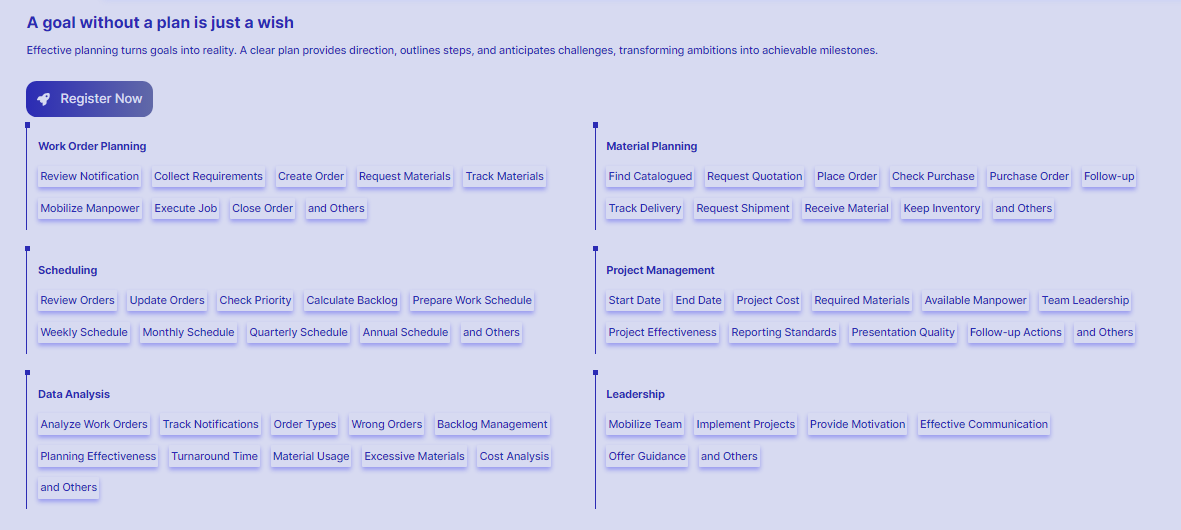 A goal without a plan is just a wish
Effective planning turns goals into reality. A clear plan provides direction, outlines steps, and anticipates challenges, transforming ambitions into achievable milestones.
Register Now
Work Order Planning
Review Notification Collect Requirements Create Order Request Materials Track Materials
Mobilize Manpower Execute Job Close Order and Others
Material Planning
Find Catalogued Request Quotation Place Order Check Purchase Purchase Order Follow-up
Track Delivery Request Shipment Receive Material Keep Inventory and Others
Scheduling
Review Orders Update Orders Check Priority Calculate Backlog Prepare Work Schedule
Weekly Schedule Monthly Schedule Quarterly Schedule Annual Schedule and Others
Project Management
Start Date End Date Project Cost Required Materials Available Manpower Team Leadership
Project Effectiveness Reporting Standards Presentation Quality Follow-up Actions and Others
Data Analysis
Analyze Work Orders Track Notifications Order Types Wrong Orders Backlog Management
Planning Effectiveness Turnaround Time Material Usage Excessive Materials Cost Analysis
and Others
Leadership
Mobilize Team Implement Projects Provide Motivation Effective Communication
Offer Guidance and Others